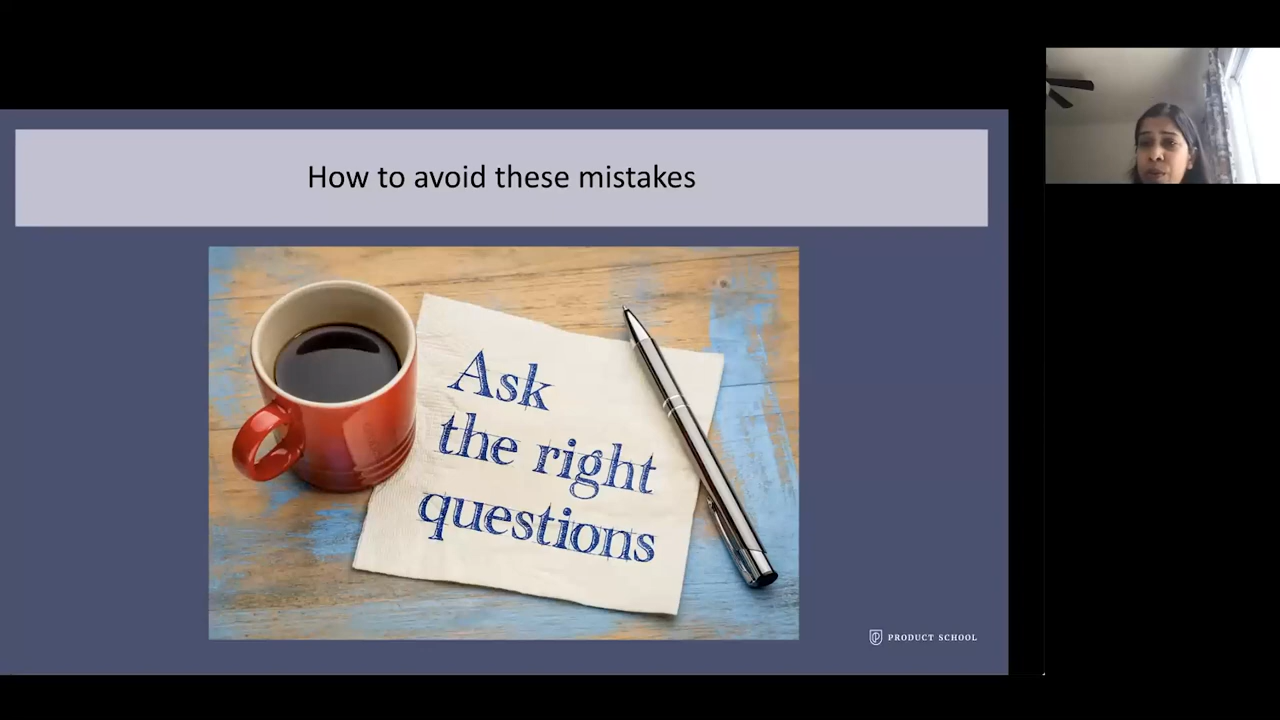 How to avoid these mistakes
Ask
the right
questions
PRODUCT SCHOOL